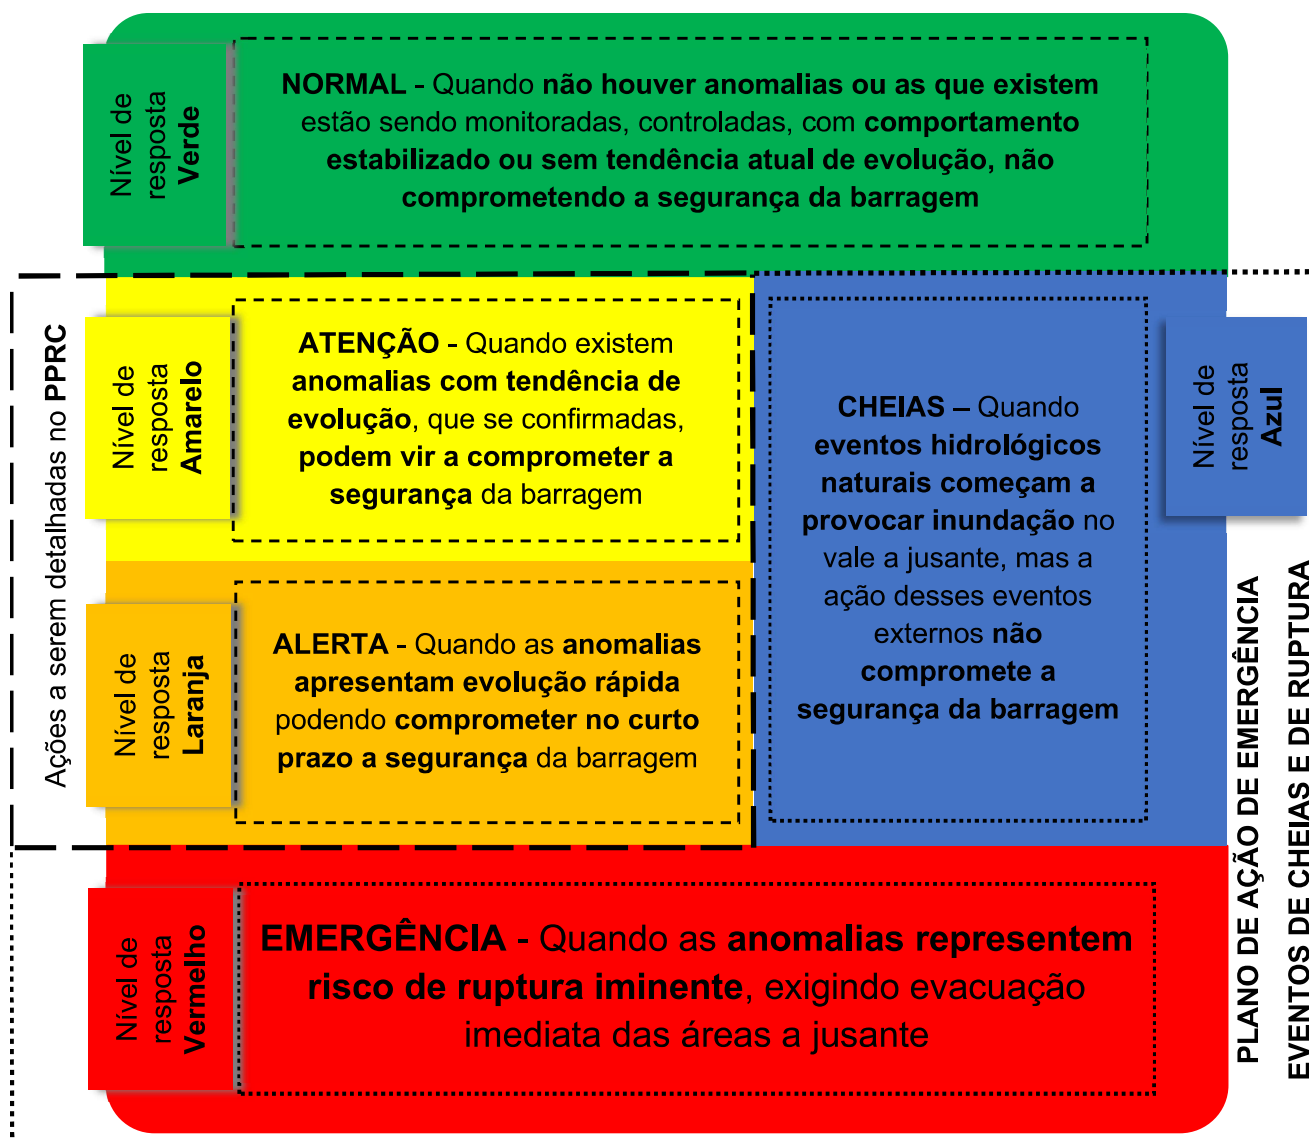 Nível de
resposta
Verde
NORMAL - Quando não houver anomalias ou as que existem
estão sendo monitoradas, controladas, com comportamento
estabilizado ou sem tendência atual de evolução, não
comprometendo a segurança da barragem
Ações a serem detalhadas no PPRC
Nível de
resposta
Amarelo
ATENÇÃO - Quando existem
anomalias com tendência de
evolução, que se confirmadas,
podem vir a comprometer a
segurança da barragem
Nível de
resposta
Laranja
ALERTA - Quando as anomalias
apresentam evolução rápida
podendo comprometer no curto
prazo a segurança da barragem
CHEIAS – Quando
eventos hidrológicos
naturais começam a
provocar inundação no
vale a jusante, mas a
ação desses eventos
externos não
compromete a
segurança da barragem
Nível de
resposta
Azul
PLANO DE AÇÃO DE EMERGÊNCIA
EVENTOS DE CHEIAS E DE RUPTURA
Nível de
resposta
Vermelho
EMERGÊNCIA - Quando as anomalias representem
risco de ruptura iminente, exigindo evacuação
imediata das áreas a jusante